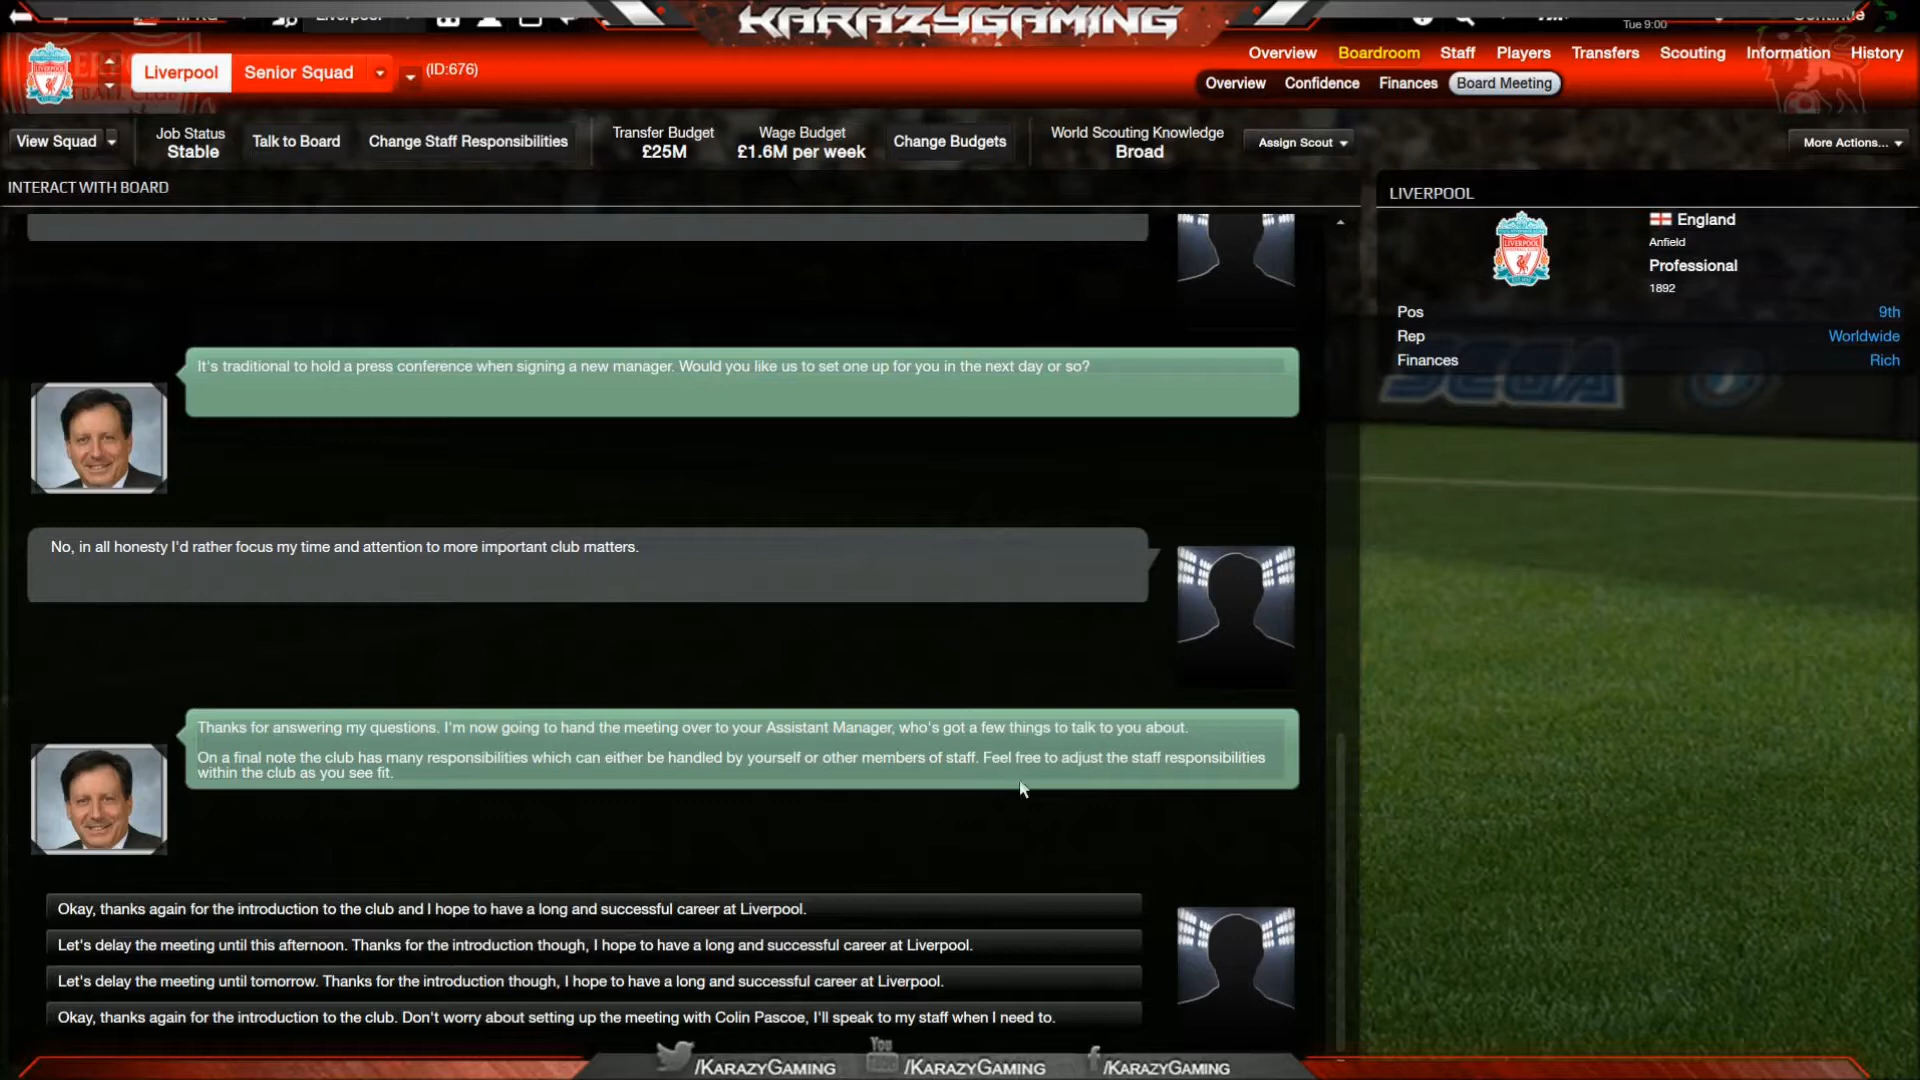 KARAZYGAMING
Liverpool
Tue 9:00
Continue
Liverpool
Senior Squad
(ID:676)
Overview
Boardroom
Staff
Players
Transfers
Scouting
Information
History
Overview
Confidence
Finances
Board Meeting
View Squad
Job Status
Stable
Talk to Board
Change Staff Responsibilities
Transfer Budget
£25M
Wage Budget
£1.6M per week
Change Budgets
World Scouting Knowledge
Broad
Assign Scout
More Actions...
INTERACT WITH BOARD
LIVERPOOL
England
Anfield
Professional
1892
Pos 9th
Rep Worldwide
Finances Rich
SEGA
It's traditional to hold a press conference when signing a new manager. Would you like us to set one up for you in the next day or so?
No, in all honesty I'd rather focus my time and attention to more important club matters.
Thanks for answering my questions. I'm now going to hand the meeting over to your Assistant Manager, who's got a few things to talk to you about.
On a final note the club has many responsibilities which can either be handled by yourself or other members of staff. Feel free to adjust the staff responsibilities
within the club as you see fit.
Okay, thanks again for the introduction to the club and I hope to have a long and successful career at Liverpool.
Let's delay the meeting until this afternoon. Thanks for the introduction though, I hope to have a long and successful career at Liverpool.
Let's delay the meeting until tomorrow. Thanks for the introduction though, I hope to have a long and successful career at Liverpool.
Okay, thanks again for the introduction to the club. Don't worry about setting up the meeting with Colin Pascoe, I'll speak to my staff when I need to.
/KARAZYGAMING
You
/KARAZYGAMING
/KARAZYGAMING